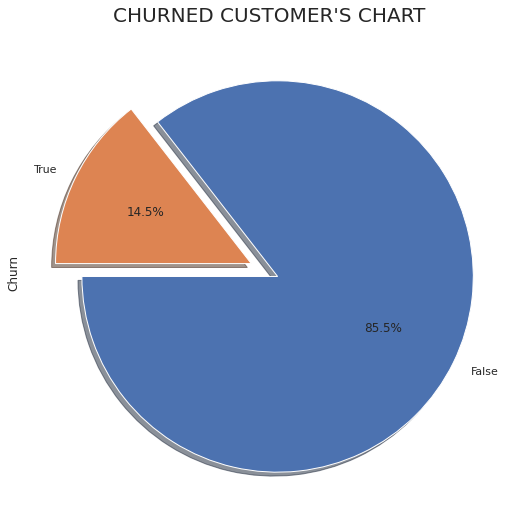 CHURNED CUSTOMER'S CHART
True
14.5%
Churn
85.5%
False